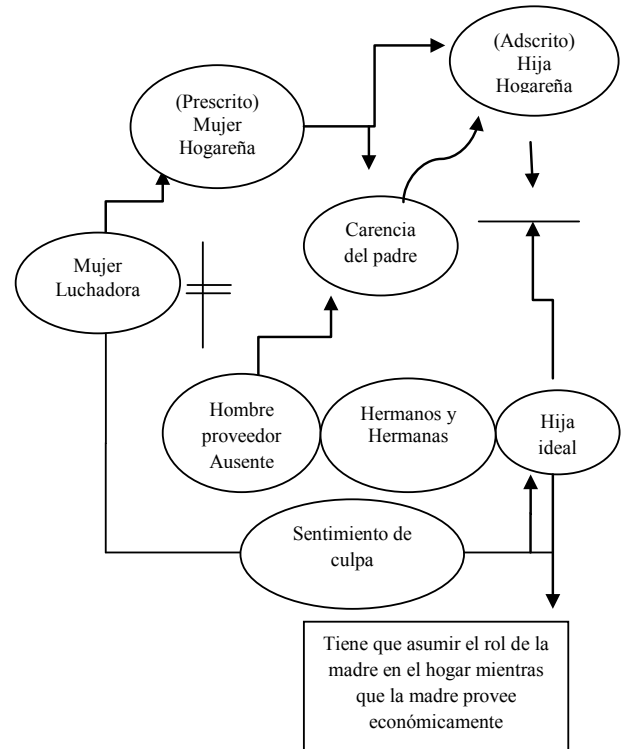 (Adscrito)
Hija
Hogareña
(Prescrito)
Mujer
Hogareña
Carencia
del padre
Mujer
Luchadora
Hombre
proveedor
Ausente
Hermanos y
Hermanas
Hija
ideal
Sentimiento de
culpa
Tiene que asumir el rol de la
madre en el hogar mientras
que la madre provee
económicamente